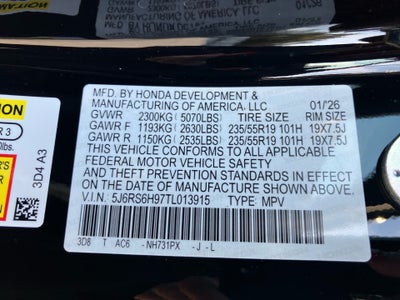 MFD. BY HONDA DEVELOPMENT &
MANUFACTURING OF AMERICA, LLC 01/26
GVWR 2300KG (5070LBS) TIRE SIZE RIM SIZE
GAWR F 1193KG (2630LBS) 235/55R19 101H 19X7.5J
GAWR R 1150KG (2535LBS) 235/55R19 101H 19X7.5J
THIS VEHICLE CONFORMS TO ALL APPLICABLE
FEDERAL MOTOR VEHICLE SAFETY
AND THEFT PREVENTION STANDARDS IN EFFECT
ON THE DATE OF MANUFACTURE SHOWN ABOVE.
V.I.N. 5J6RS6H97TL013915 TYPE: MPV
3D8 T AC6 - NH731PX - J - L
3D4 A3